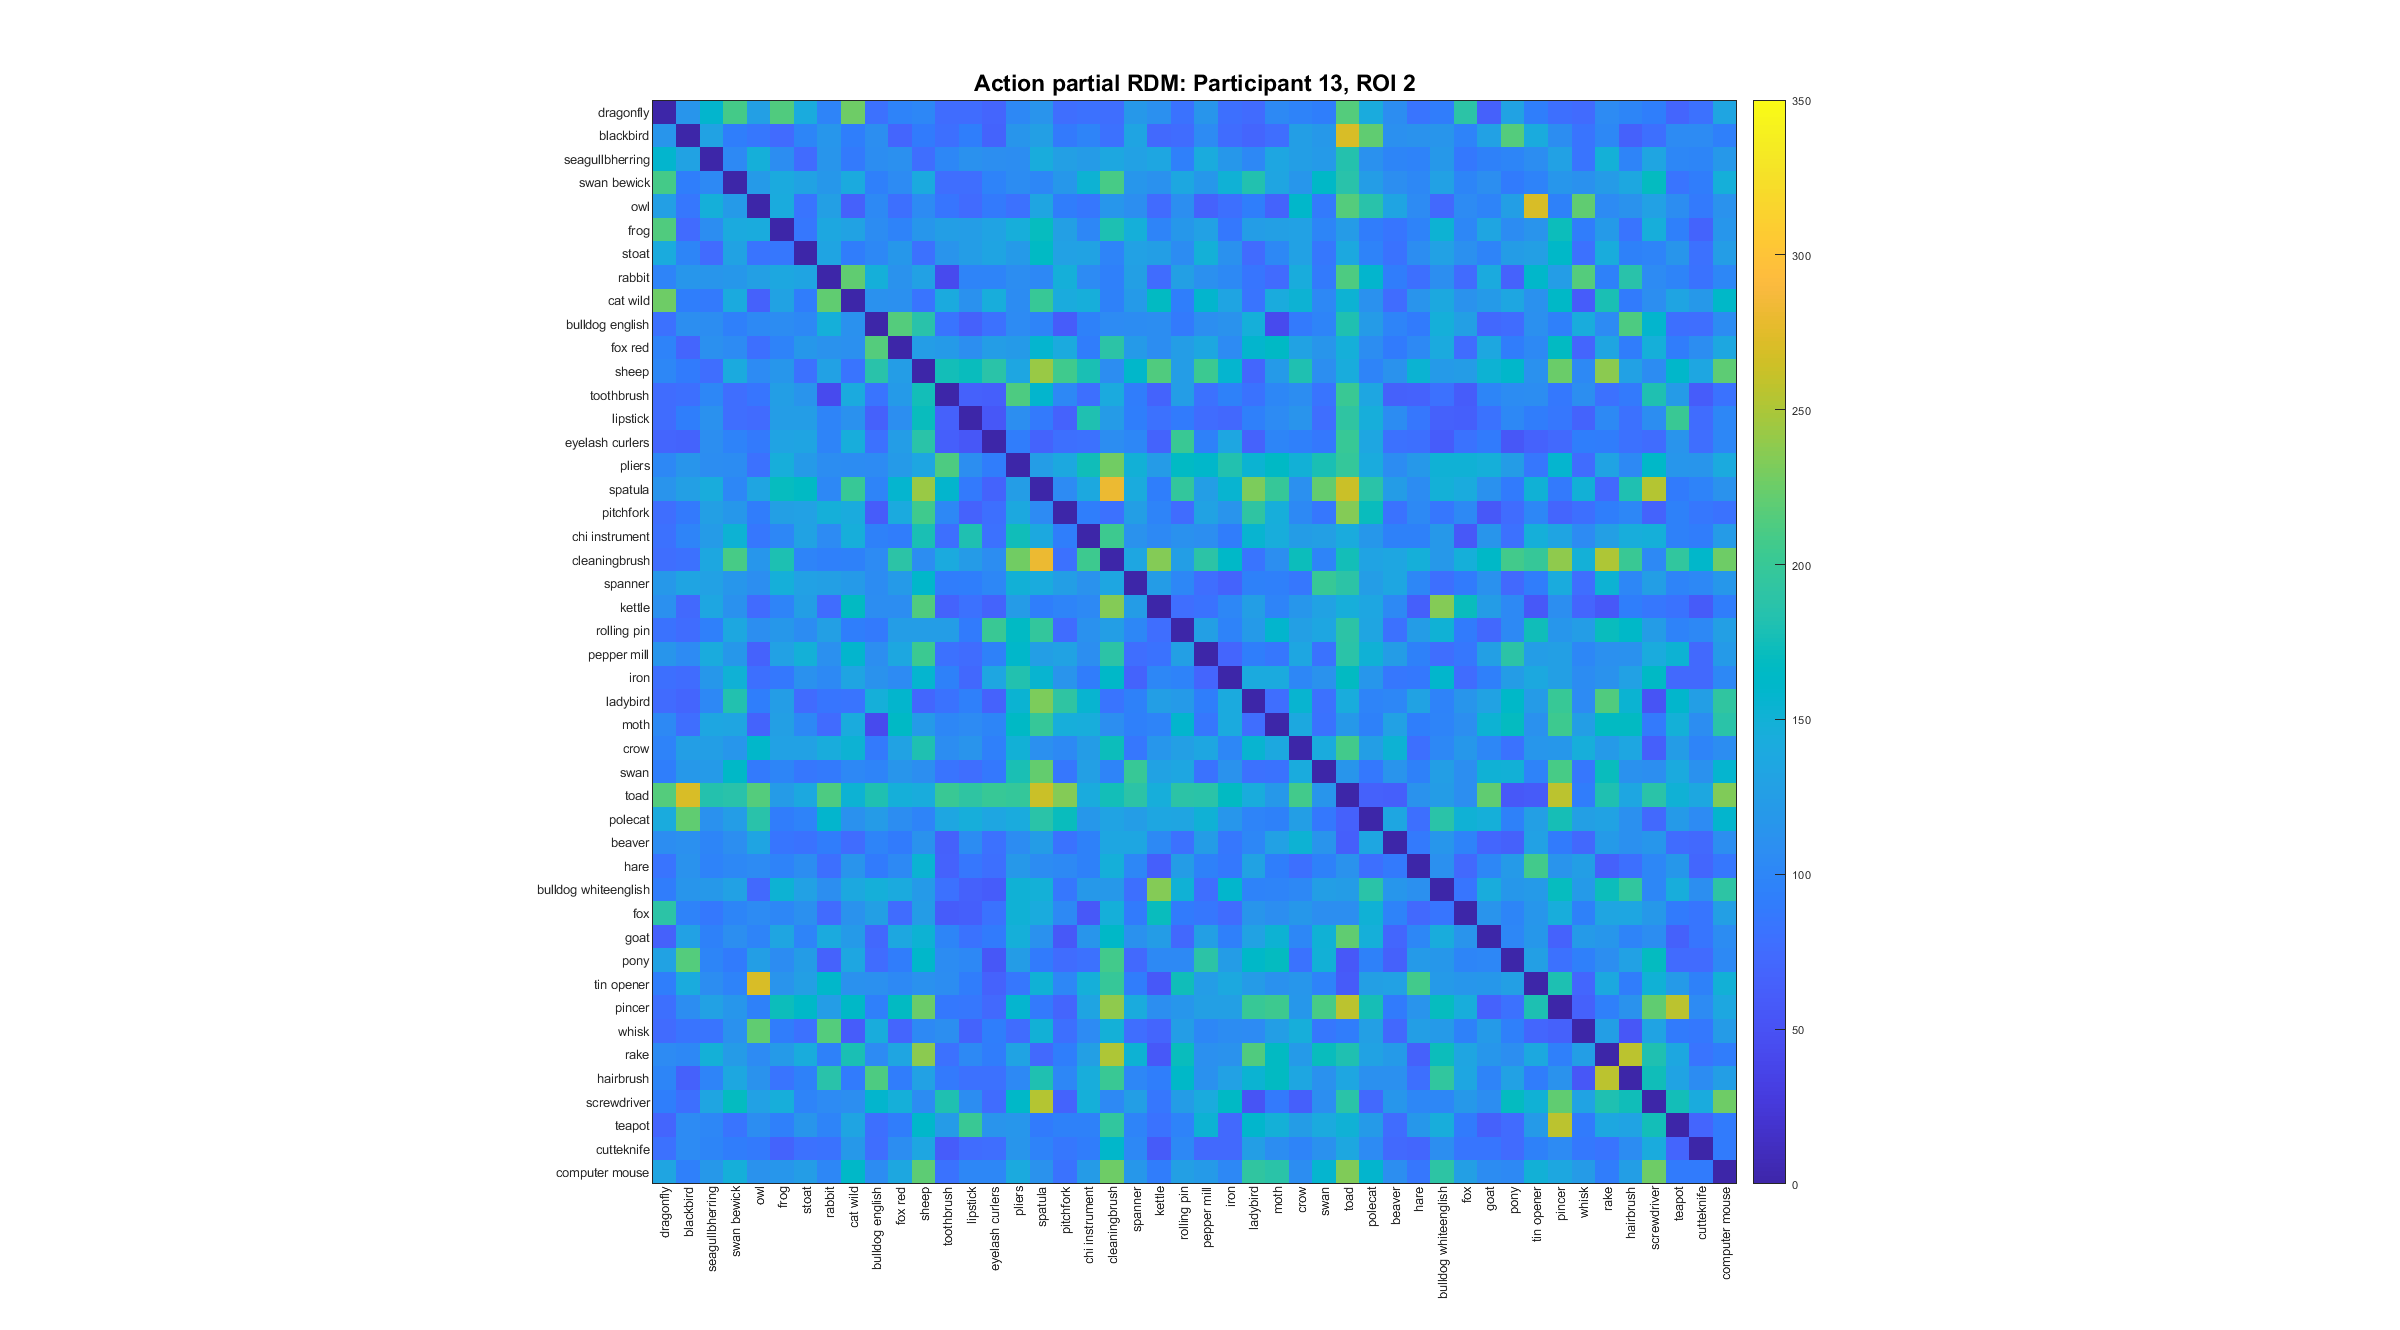 Action partial RDM: Participant 13, ROI 2
dragonfly
blackbird
seagullbherring
swan bewick
owl
frog
stoat
rabbit
cat wild
bulldog english
fox red
sheep
toothbrush
lipstick
eyelash curlers
pliers
spatula
pitchfork
chi instrument
cleaningbrush
spanner
kettle
rolling pin
pepper mill
iron
ladybird
moth
crow
swan
toad
polecat
beaver
hare
bulldog whiteenglish
fox
goat
pony
tin opener
pincer
whisk
rake
hairbrush
screwdriver
teapot
cutteknife
computer mouse
350
300
250
200
150
100
50
0
dragonfly
blackbird
seagullbherring
swan bewick
owl
frog
stoat
rabbit
cat wild
bulldog english
fox red
sheep
toothbrush
lipstick
eyelash curlers
pliers
spatula
pitchfork
chi instrument
cleaningbrush
spanner
kettle
rolling pin
pepper mill
iron
ladybird
moth
crow
swan
toad
polecat
beaver
hare
bulldog whiteenglish
fox
goat
pony
tin opener
pincer
whisk
rake
hairbrush
screwdriver
teapot
cutteknife
computer mouse